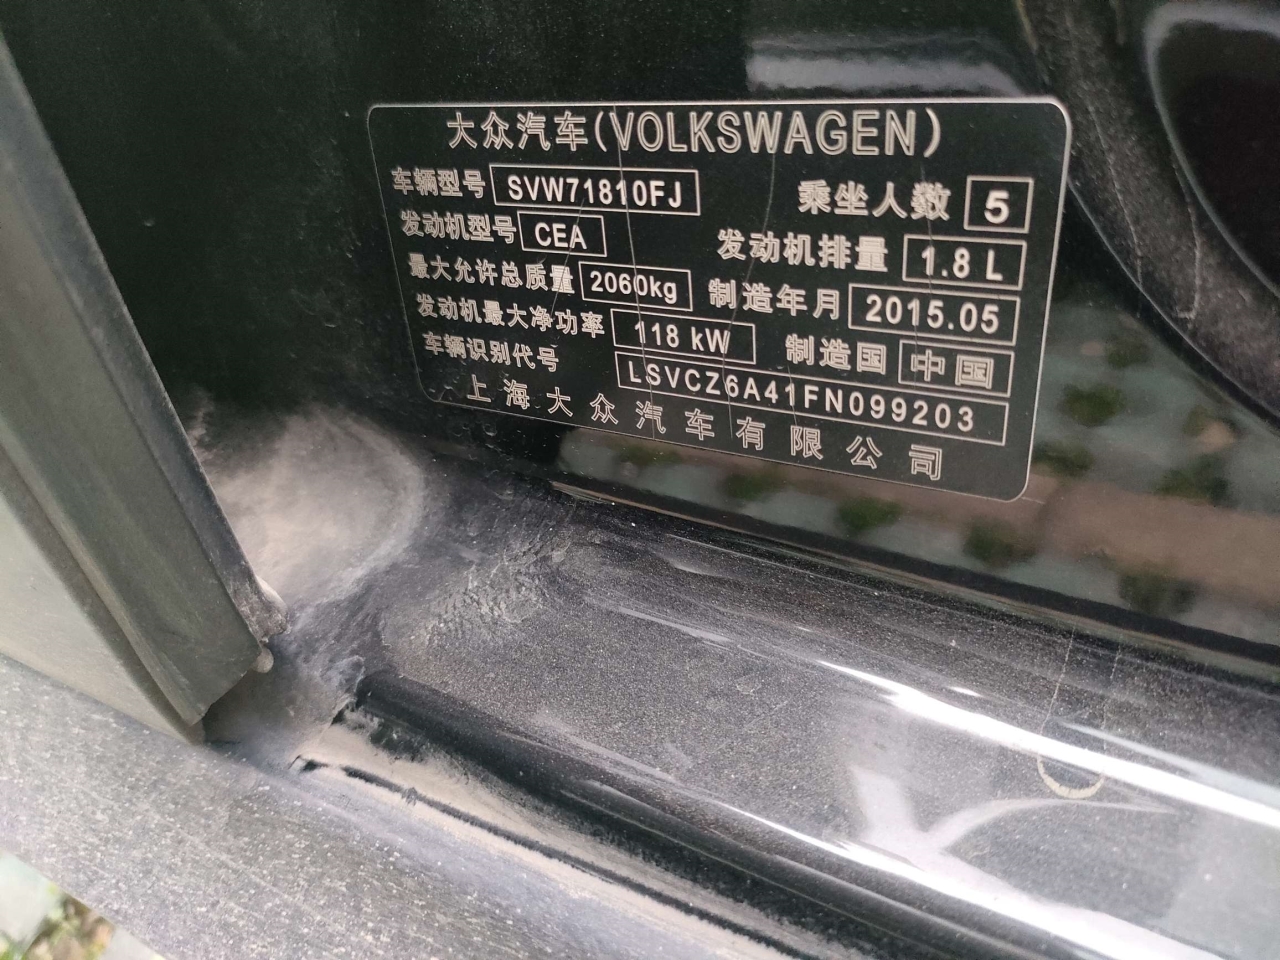 大众汽车(VOLKSWAGEN)
车辆型号 SVW71810FJ 乘坐人数 5
发动机型号 CEA 发动机排量 1.8 L
最大允许总质量 2060kg 制造年月 2015.05
发动机最大净功率 118 kW 制造国 中国
车辆识别代号 LSVCZ6A41FN099203
上海大众汽车有限公司